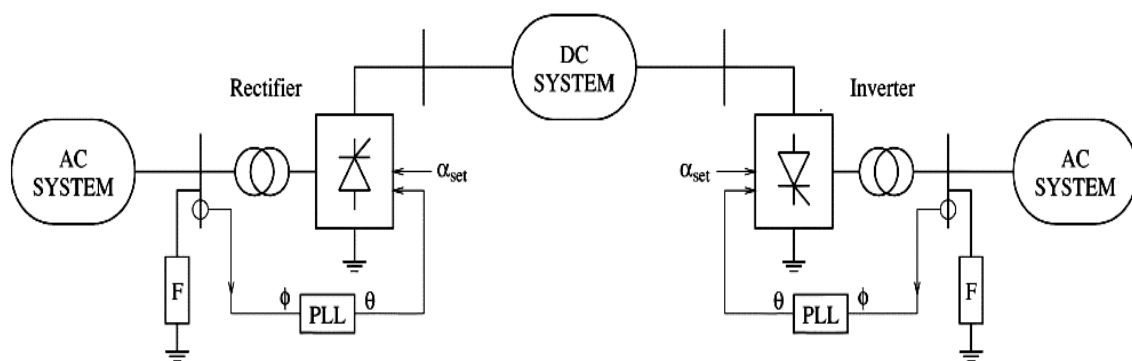 DC
SYSTEM
Rectifier
Inverter
AC
SYSTEM
αset
αset
AC
SYSTEM
F
ϕ
PLL
θ
θ
PLL
ϕ
F